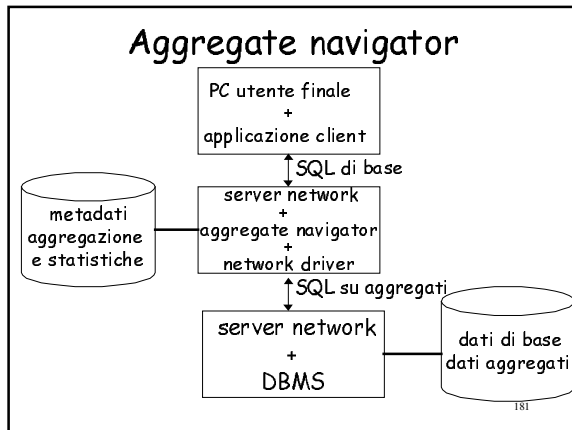 Aggregate navigator
PC utente finale
+
applicazione client
SQL di base
server network
+
aggregate navigator
+
network driver
metadati
aggregazione
e statistiche
SQL su aggregati
server network
+
DBMS
dati di base
dati aggregati
181